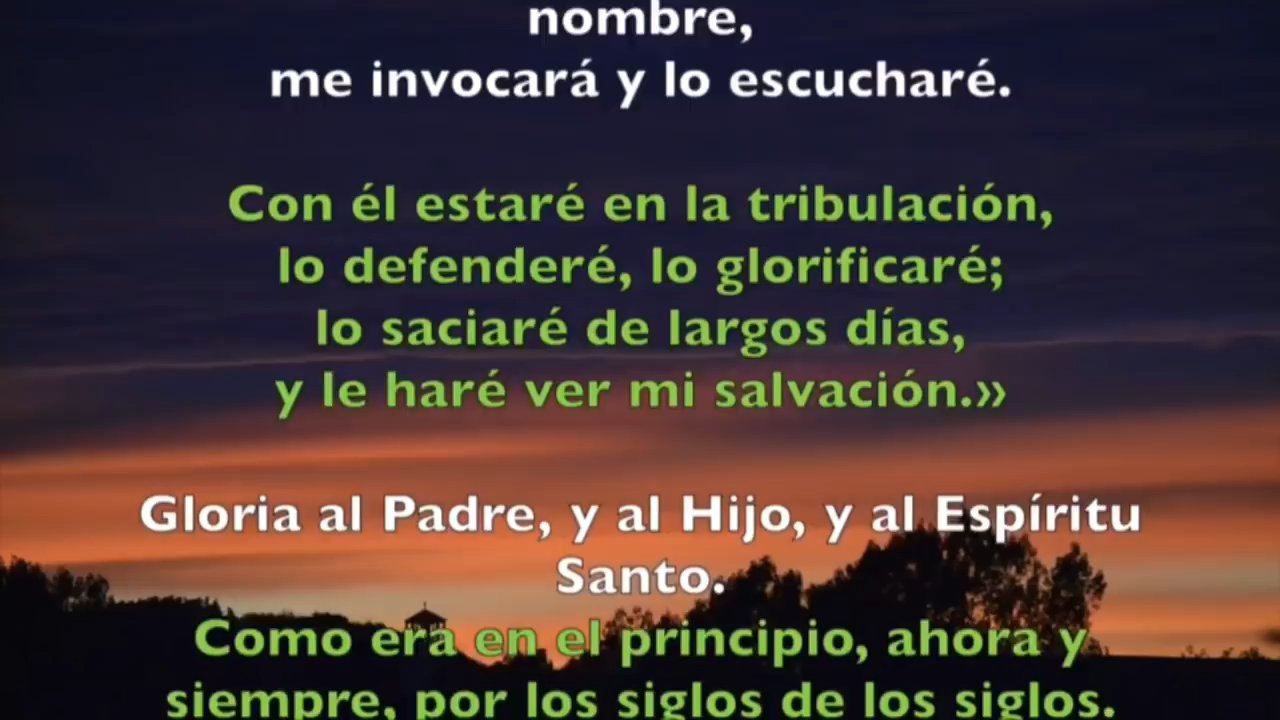 nombre,
me invocará y lo escucharé.
Con él estaré en la tribulación,
lo defenderé, lo glorificaré;
lo saciaré de largos días,
y le haré ver mi salvación.»
Gloria al Padre, y al Hijo, y al Espíritu
Santo.
Como era en el principio, ahora y
siempre, por los siglos de los siglos.